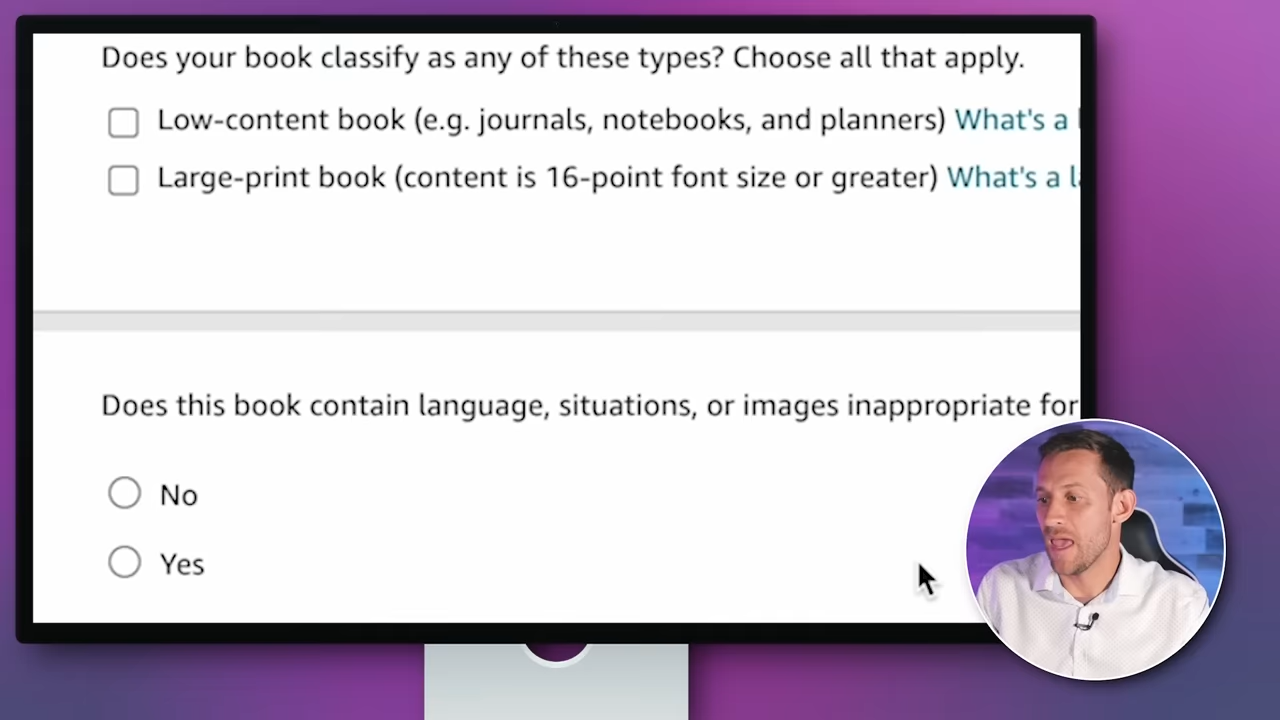 Does your book classify as any of these types? Choose all that apply.
Low-content book (e.g. journals, notebooks, and planners) What's a
Large-print book (content is 16-point font size or greater) What's a
Does this book contain language, situations, or images inappropriate for
No
Yes